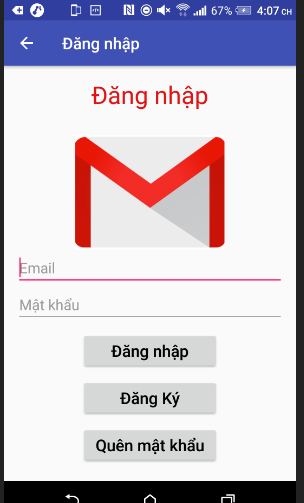 67% 4:07 CH
Đăng nhập
Đăng nhập
Email
Mật khẩu
Đăng nhập
Đăng Ký
Quên mật khẩu